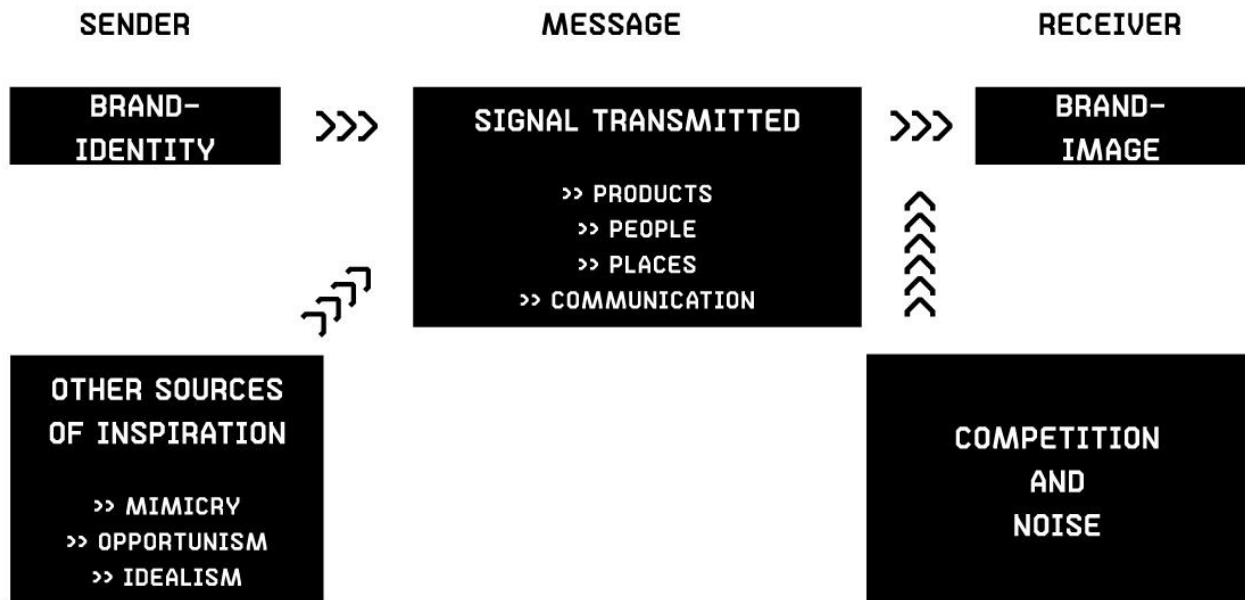 SENDER
MESSAGE
RECEIVER
BRAND-
IDENTITY
>>>
SIGNAL TRANSMITTED
>> PRODUCTS
>> PEOPLE
>> PLACES
>> COMMUNICATION
>>>
BRAND-
IMAGE
OTHER SOURCES
OF INSPIRATION
>> MIMICRY
>> OPPORTUNISM
>> IDEALISM
COMPETITION
AND
NOISE